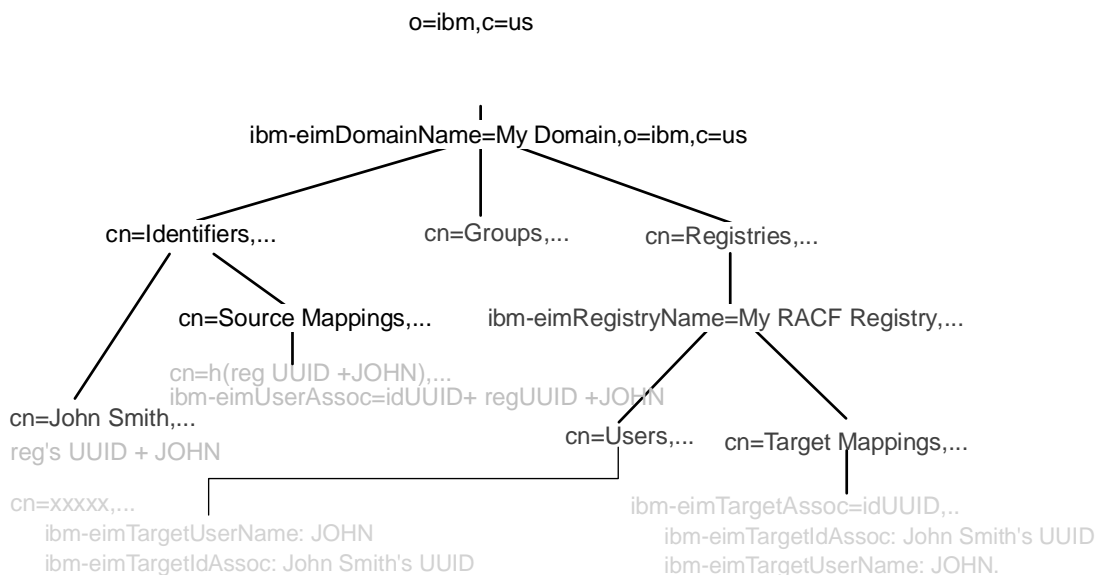 o=ibm,c=us
ibm-eimDomainName=My Domain,o=ibm,c=us
cn=Identifiers,...
cn=Groups,...
cn=Registries,...
cn=Source Mappings,...
ibm-eimRegistryName=My RACF Registry,...
cn=h(reg UUID +JOHN),...
ibm-eimUserAssoc=idUUID+ regUUID +JOHN
cn=John Smith,...
reg's UUID + JOHN
cn=Users,...
cn=Target Mappings,...
cn=xxxxx,...
ibm-eimTargetUserName: JOHN
ibm-eimTargetIdAssoc: John Smith's UUID
ibm-eimTargetAssoc=idUUID,..
ibm-eimTargetIdAssoc: John Smith's UUID
ibm-eimTargetUserName: JOHN.